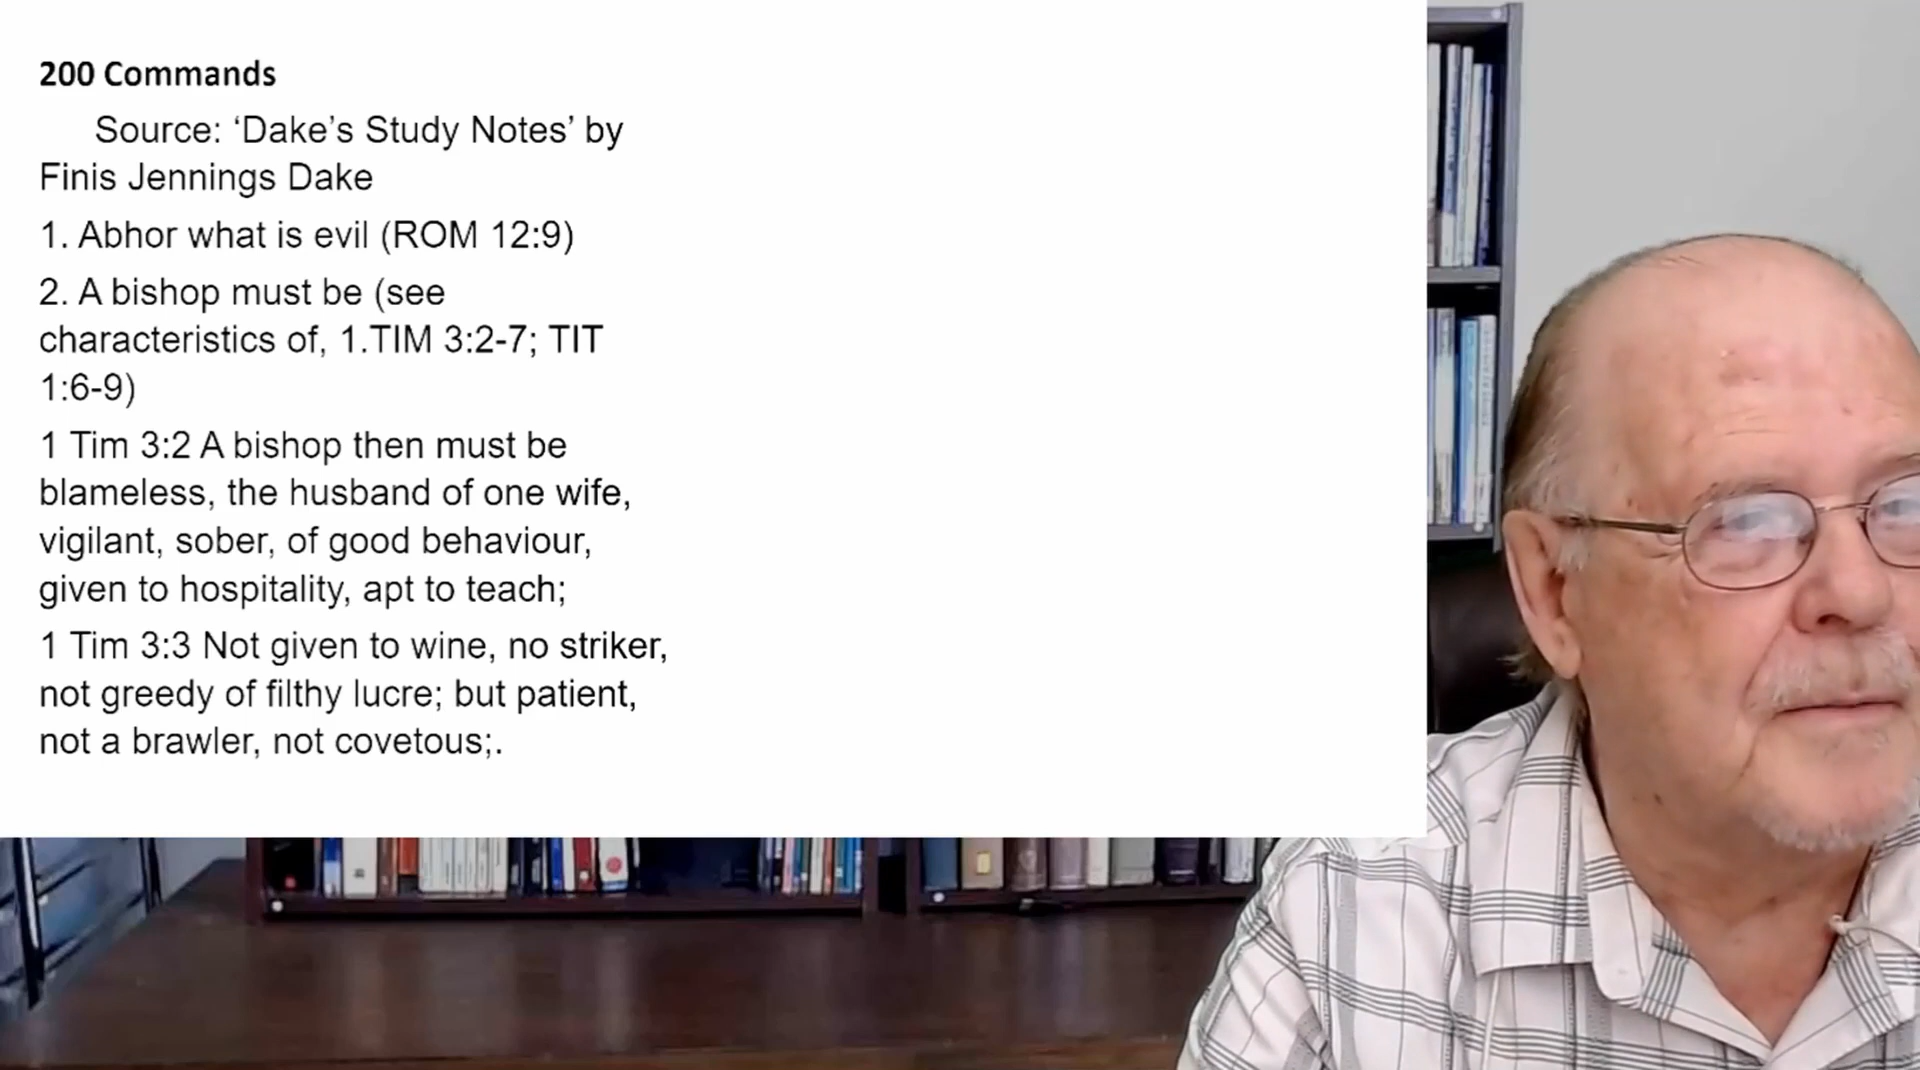 200 Commands
Source: ‘Dake’s Study Notes’ by
Finis Jennings Dake
1. Abhor what is evil (ROM 12:9)
2. A bishop must be (see
characteristics of, 1.TIM 3:2-7; TIT
1:6-9)
1 Tim 3:2 A bishop then must be
blameless, the husband of one wife,
vigilant, sober, of good behaviour,
given to hospitality, apt to teach;
1 Tim 3:3 Not given to wine, no striker,
not greedy of filthy lucre; but patient,
not a brawler, not covetous;.